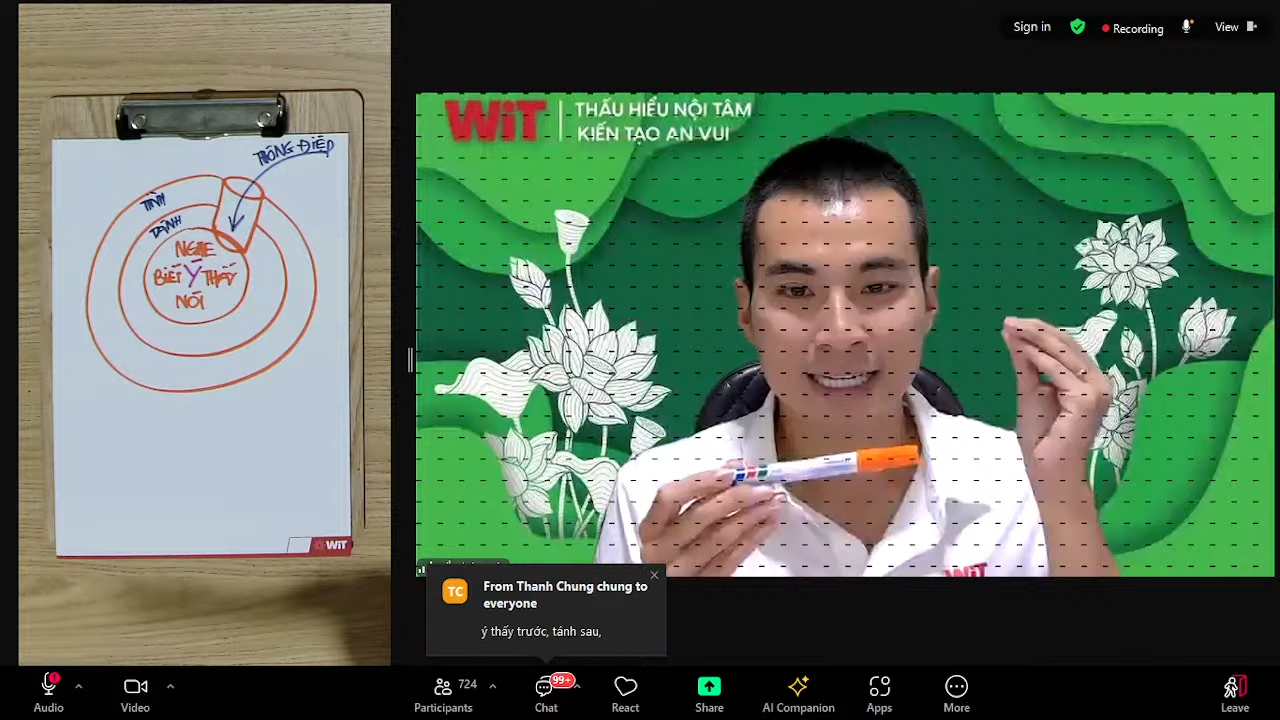 Sign in
Recording
View
WiT
THẤU HIỂU NỘI TÂM
KIẾN TẠO AN VUI
THÔNG ĐIỆP
TÌNH
TÁNH
NGHE
BIẾT Ý THẤY
NÓI
WiT
WiT
TC
From Thanh Chung chung to
everyone
ý thấy trước, tánh sau,
Audio
Video
724
Participants
99+
Chat
React
Share
AI Companion
Apps
More
Leave